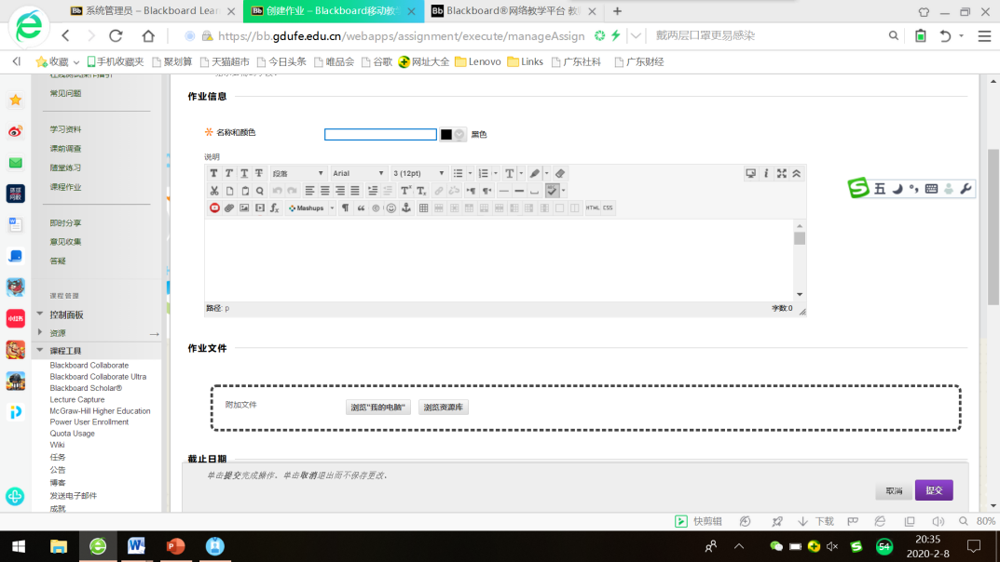 系统管理员 – Blackboard Lear
创建作业 – Blackboard移动教
Blackboard®网络教学平台 教
https://bb.gdufe.edu.cn/webapps/assignment/execute/manageAssign
戴两层口罩更易感染
收藏
手机收藏夹
聚划算
天猫超市
今日头条
唯品会
谷歌
网址大全
Lenovo
Links
广东社科
广东财经
常见问题
学习资料
课前调查
随堂练习
课程作业
即时分享
意见收集
答疑
课程管理
控制面板
资源
课程工具
Blackboard Collaborate
Blackboard Collaborate Ultra
Blackboard Scholar®
Lecture Capture
McGraw-Hill Higher Education
Power User Enrollment
Quota Usage
Wiki
任务
公告
博客
发送电子邮件
成就
作业信息
名称和颜色
黑色
说明
段落
Arial
3 (12pt)
Mashups
HTML CSS
路径: p
字数:0
作业文件
附加文件
浏览"我的电脑"
浏览资源库
截止日期
单击提交完成操作。单击取消退出而不保存更改。
取消
提交
五
快剪辑
下载
80%
54
20:35
2020-2-8